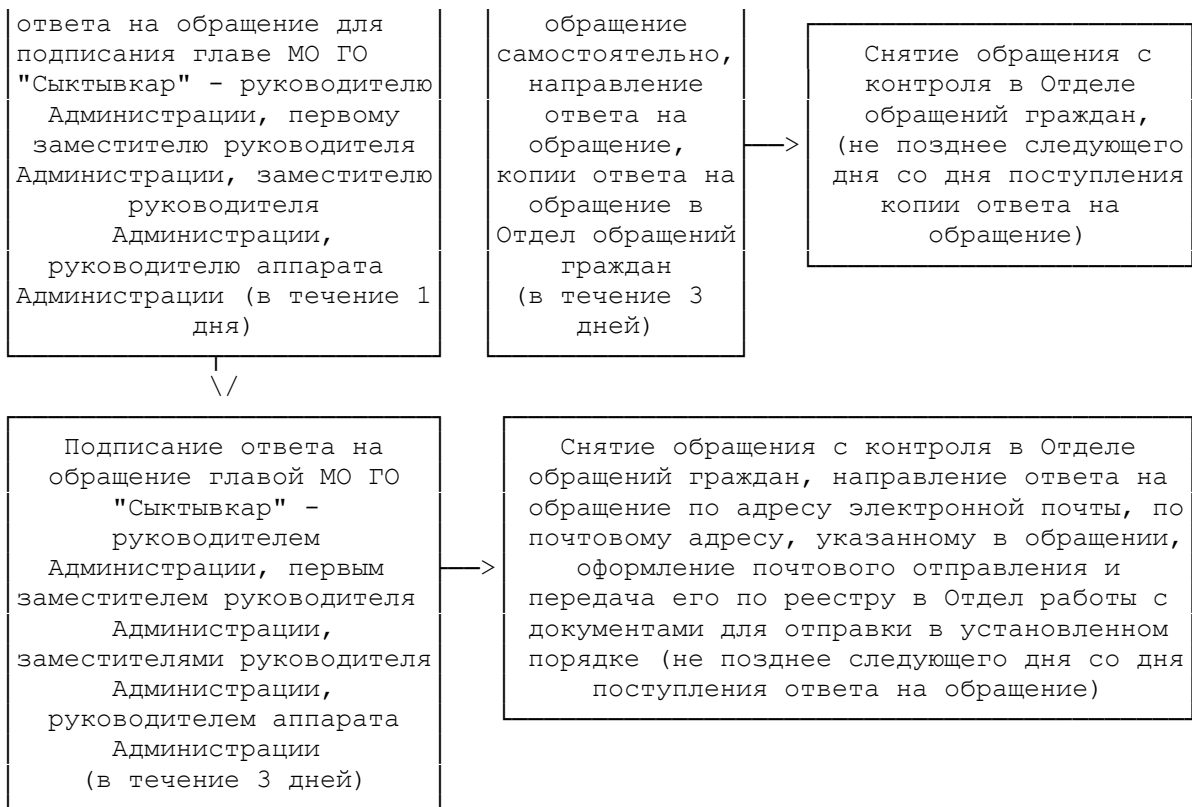 ответа на обращение для
подписания главе МО ГО
"Сыктывкар" - руководителю
Администрации, первому
заместителю руководителя
Администрации, заместителю
руководителя
Администрации,
руководителю аппарата
Администрации (в течение 1
дня)
обращение
самостоятельно,
направление
ответа на
обращение,
копии ответа на
обращение в
Отдел обращений
граждан
(в течение 3
дней)
Снятие обращения с
контроля в Отделе
обращений граждан,
(не позднее следующего
дня со дня поступления
копии ответа на
обращение)
Подписание ответа на
обращение главой МО ГО
"Сыктывкар" -
руководителем
Администрации, первым
заместителем руководителя
Администрации,
заместителями руководителя
Администрации,
руководителем аппарата
Администрации
(в течение 3 дней)
Снятие обращения с контроля в Отделе
обращений граждан, направление ответа на
обращение по адресу электронной почты, по
почтовому адресу, указанному в обращении,
оформление почтового отправления и
передача его по реестру в Отдел работы с
документами для отправки в установленном
порядке (не позднее следующего дня со дня
поступления ответа на обращение)